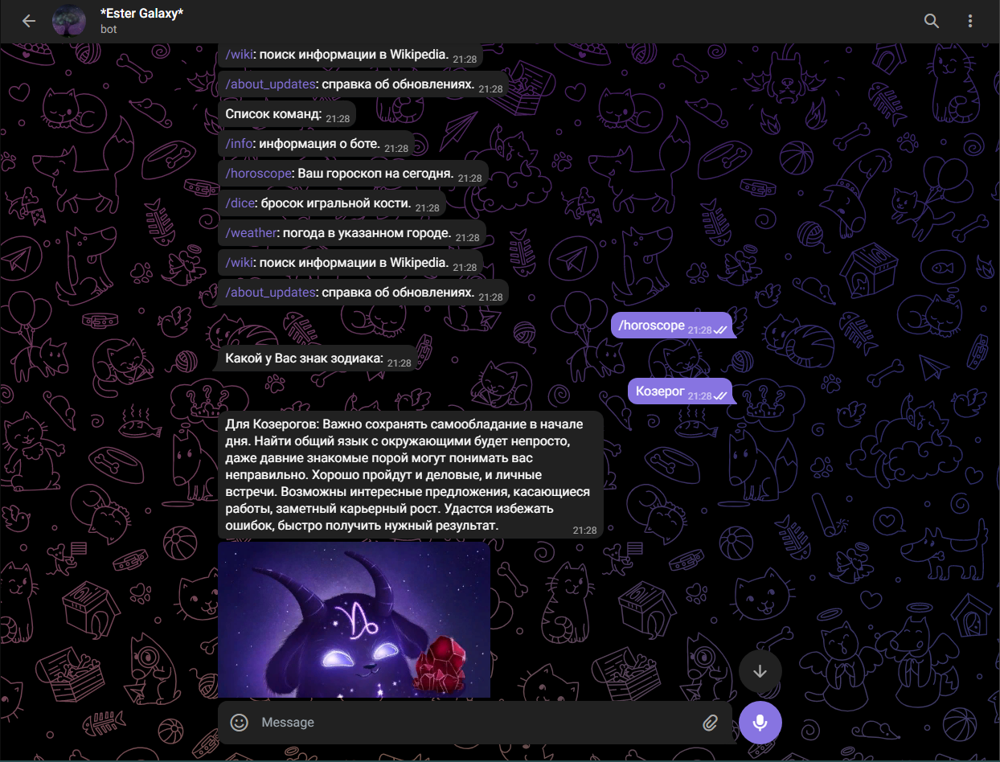 *Ester Galaxy*
bot
/wiki: поиск информации в Wikipedia. 21:28
/about_updates: справка об обновлениях. 21:28
Список команд: 21:28
/info: информация о боте. 21:28
/horoscope: Ваш гороскоп на сегодня. 21:28
/dice: бросок игральной кости. 21:28
/weather: погода в указанном городе. 21:28
/wiki: поиск информации в Wikipedia. 21:28
/about_updates: справка об обновлениях. 21:28
/horoscope 21:28
Какой у Вас знак зодиака: 21:28
Козерог 21:28
Для Козерогов: Важно сохранять самообладание в начале
дня. Найти общий язык с окружающими будет непросто,
даже давние знакомые порой могут понимать вас
неправильно. Хорошо пройдут и деловые, и личные
встречи. Возможны интересные предложения, касающиеся
работы, заметный карьерный рост. Удастся избежать
ошибок, быстро получить нужный результат. 21:28
Message